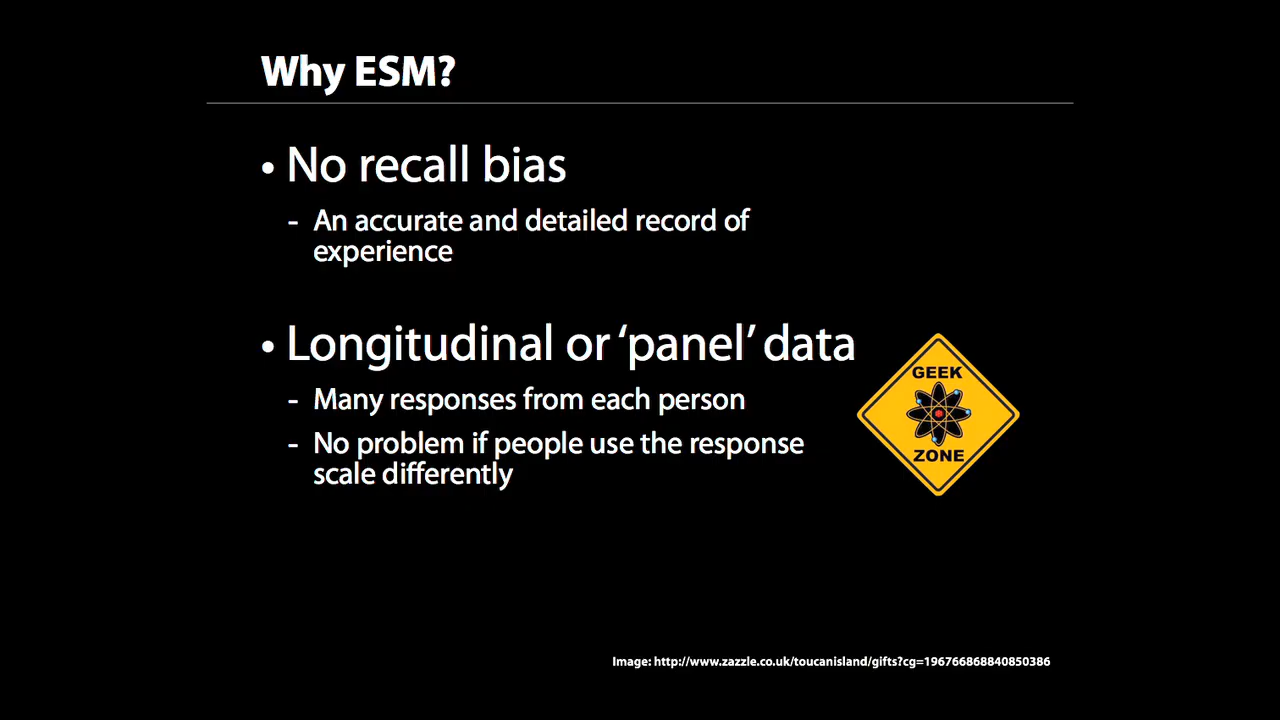 Why ESM?
• No recall bias
- An accurate and detailed record of
experience
• Longitudinal or ‘panel’ data
- Many responses from each person
- No problem if people use the response
scale differently
GEEK
ZONE
Image: http://www.zazzle.co.uk/toucanisland/gifts?cg=196766868840850386